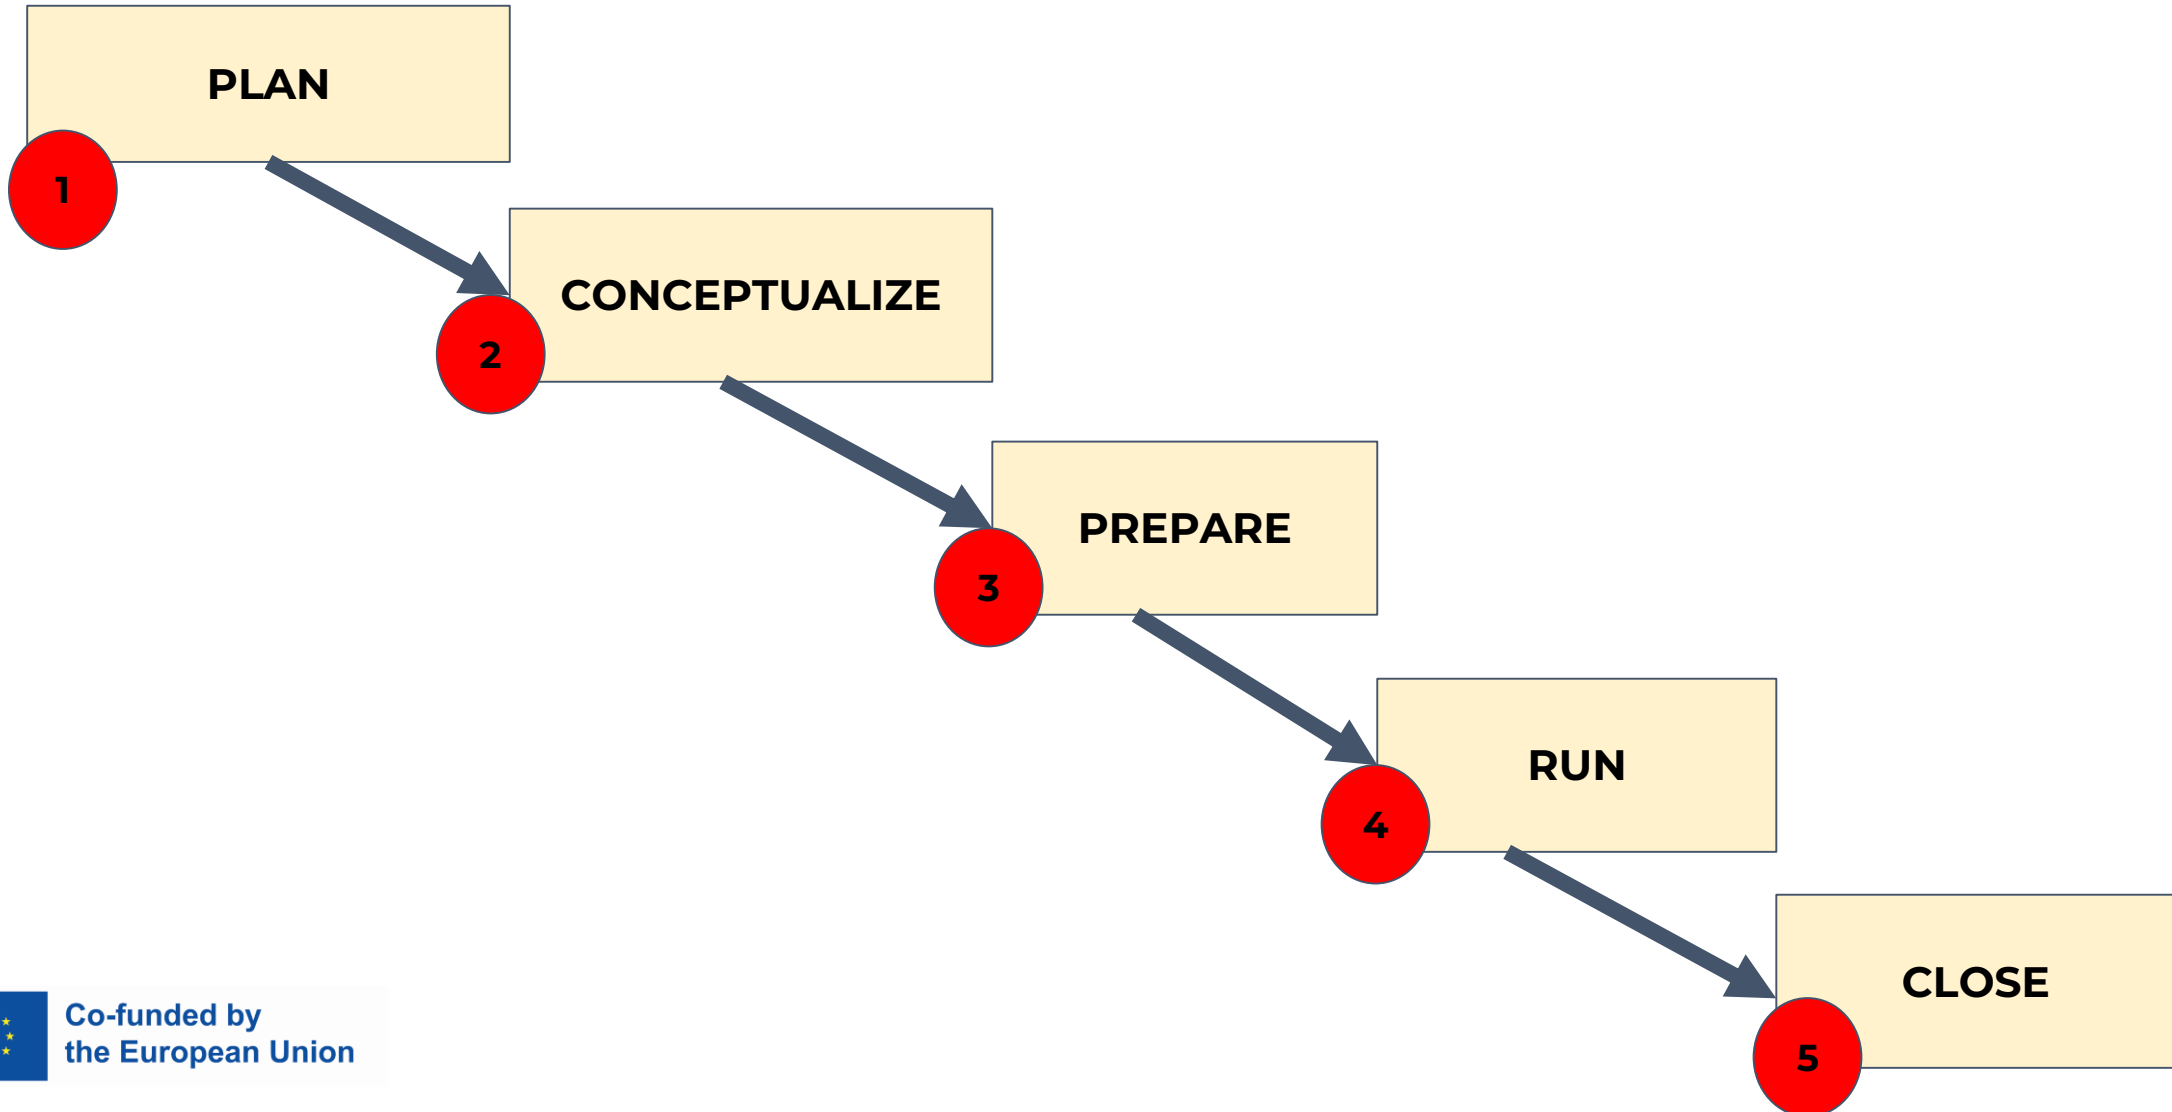 PLAN
1
CONCEPTUALIZE
2
PREPARE
3
RUN
4
CLOSE
5
Co-funded by
the European Union